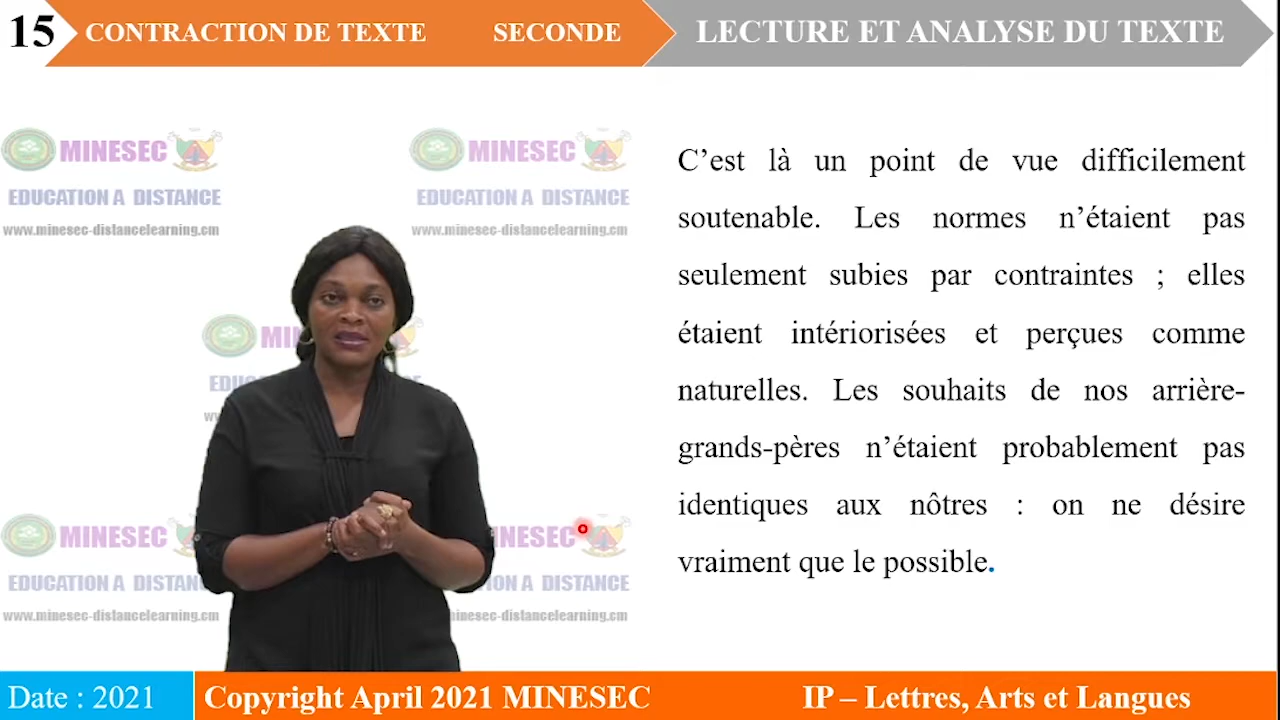 15 CONTRACTION DE TEXTE SECONDE LECTURE ET ANALYSE DU TEXTE
MINESEC MINESEC
EDUCATION A DISTANCE EDUCATION A DISTANCE
www.minesec-distancelearning.cm www.minesec-distancelearning.cm
C’est là un point de vue difficilement
soutenable. Les normes n’étaient pas
seulement subies par contraintes ; elles
étaient intériorisées et perçues comme
naturelles. Les souhaits de nos arrière-
grands-pères n’étaient probablement pas
identiques aux nôtres : on ne désire
vraiment que le possible.
MINESEC MINESEC
EDUCATION A DISTAN ON A DISTANCE
www.minesec-distancelearning.cm minesec-distancelearning.cm
Date : 2021 Copyright April 2021 MINESEC IP – Lettres, Arts et Langues